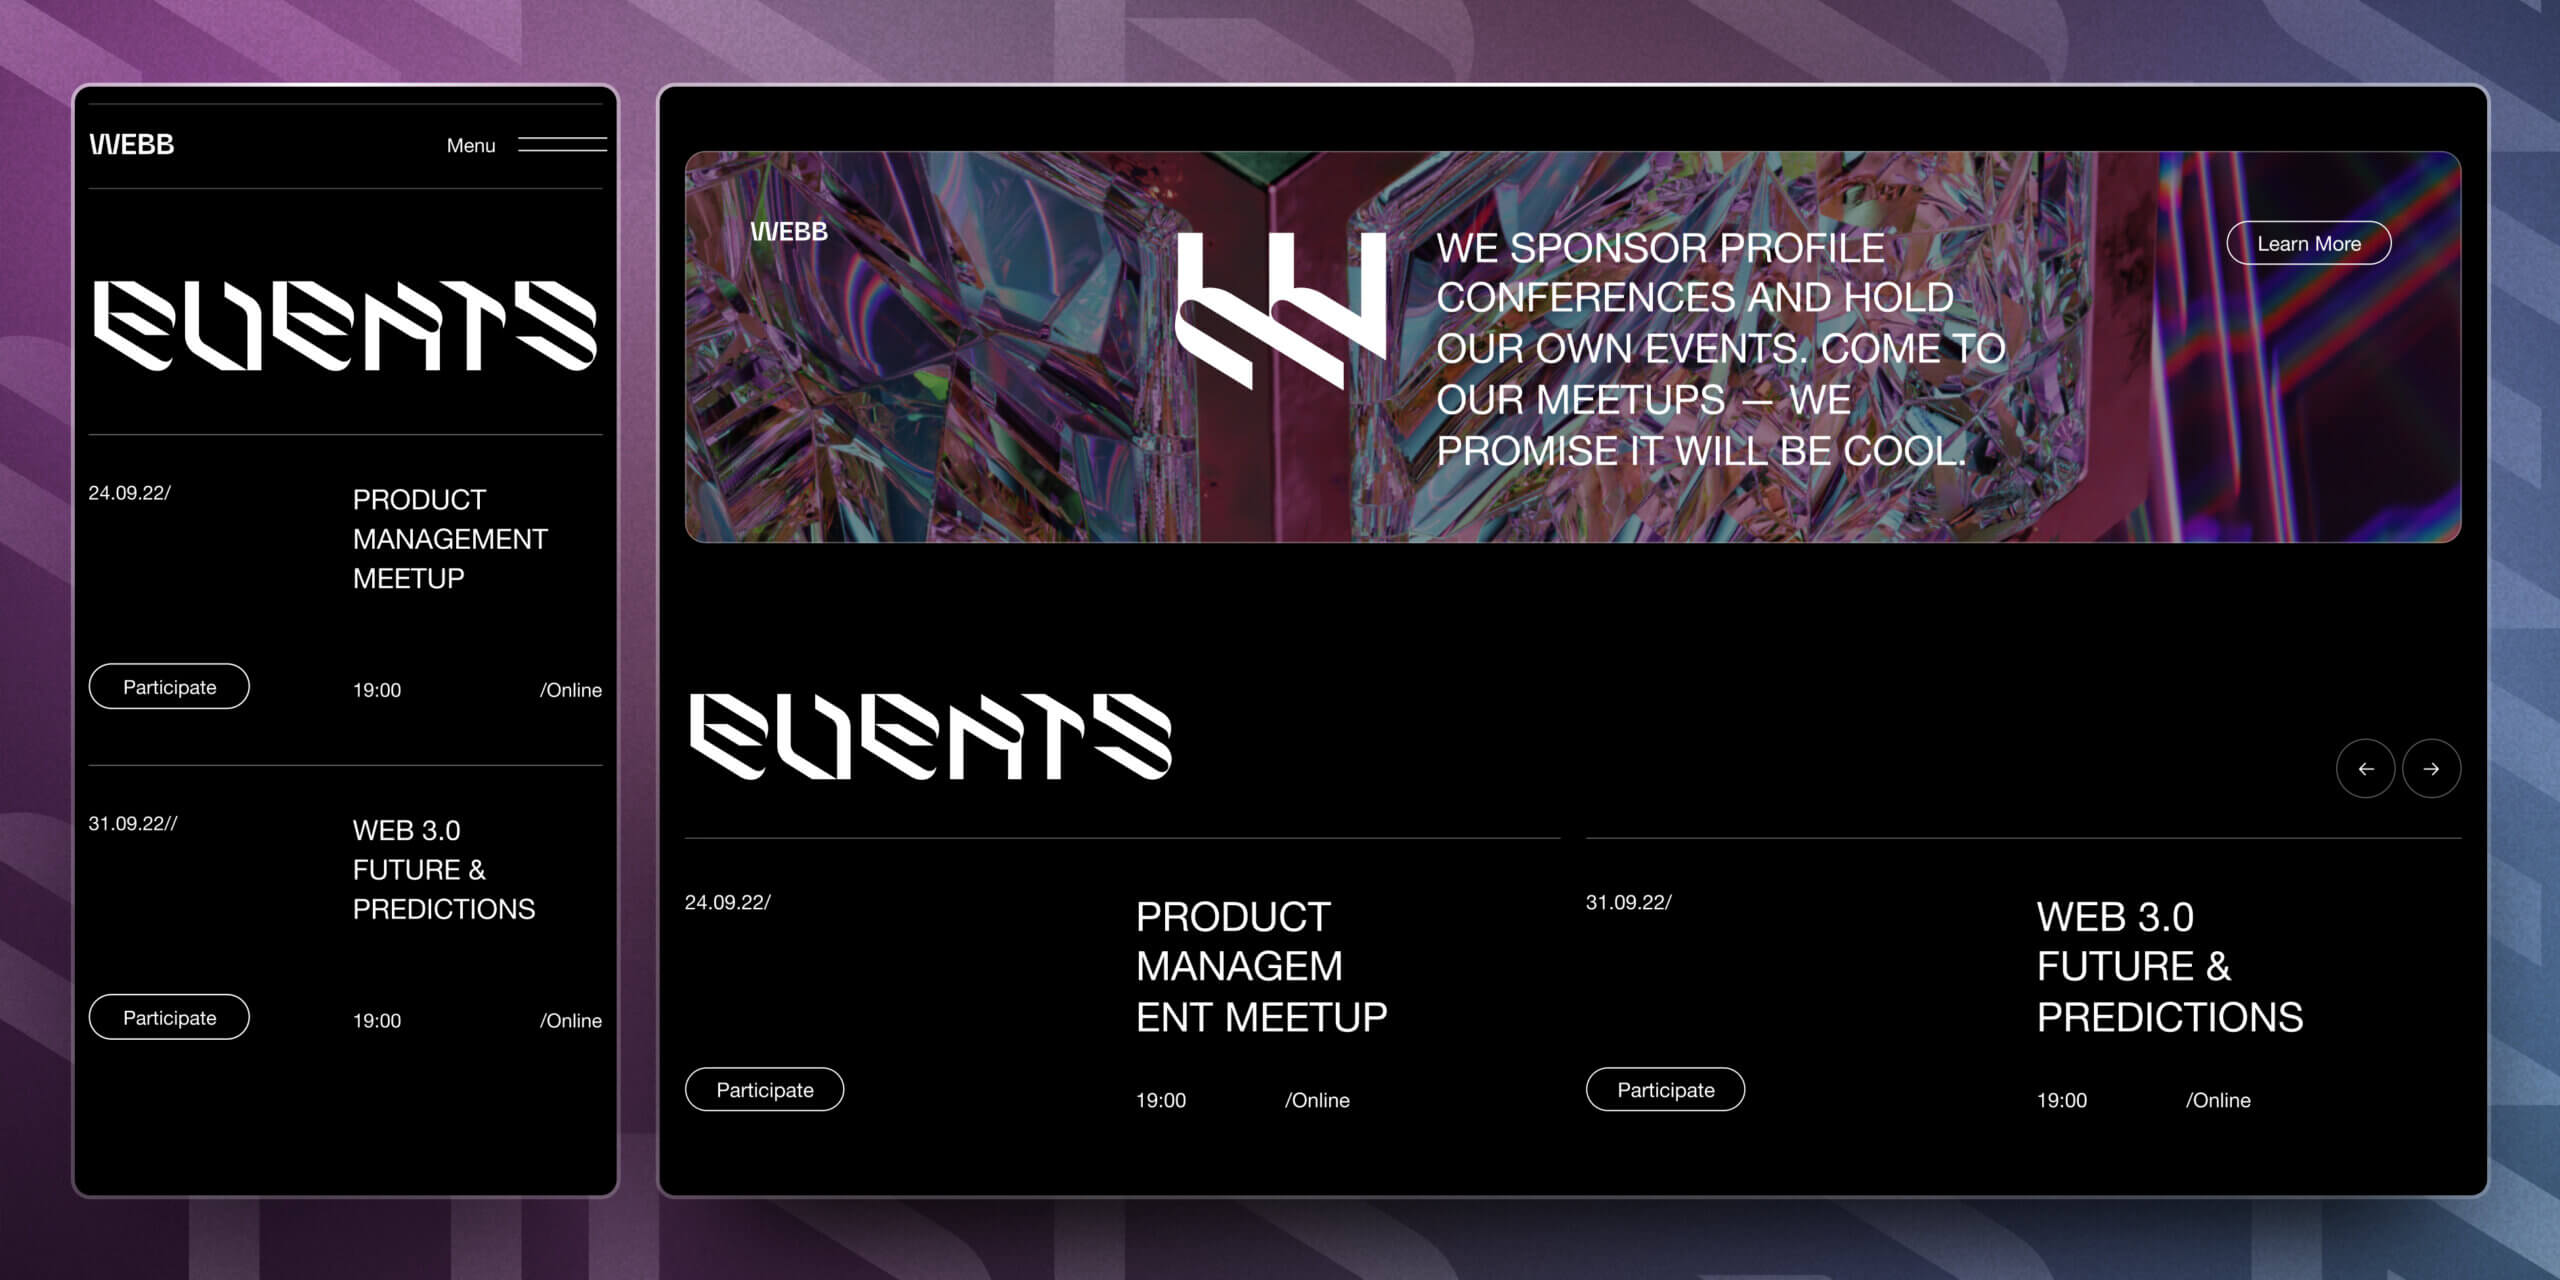 WEBB
Menu
EVENTS
24.09.22/
PRODUCT
MANAGEMENT
MEETUP
Participate
19:00
/Online
31.09.22//
WEB 3.0
FUTURE &
PREDICTIONS
Participate
19:00
/Online
WEBB
W
WE SPONSOR PROFILE
CONFERENCES AND HOLD
OUR OWN EVENTS. COME TO
OUR MEETUPS — WE
PROMISE IT WILL BE COOL.
Learn More
EVENTS
24.09.22/
PRODUCT
MANAGEM
ENT MEETUP
Participate
19:00
/Online
31.09.22/
WEB 3.0
FUTURE &
PREDICTIONS
Participate
19:00
/Online